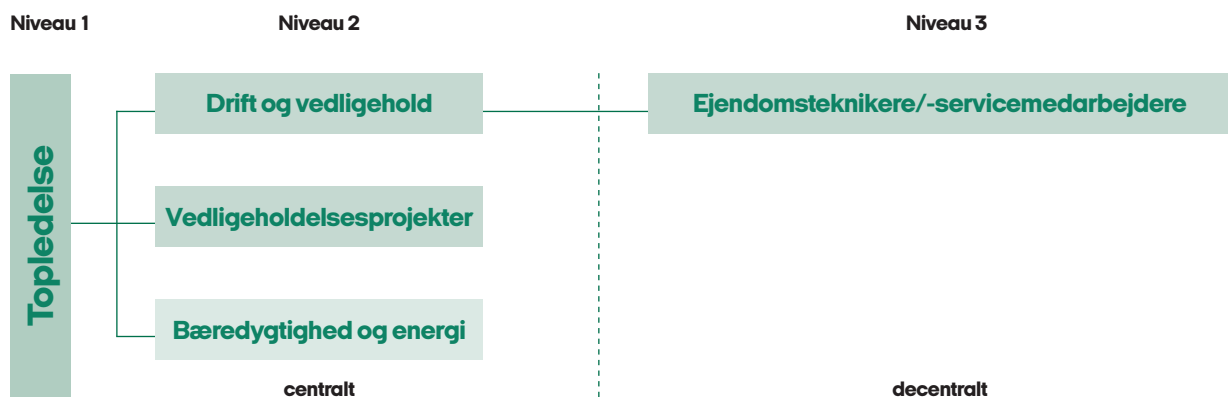 Niveau 1
Niveau 2
Niveau 3
Topledelse
Drift og vedligehold
Ejendomsteknikere/-servicemedarbejdere
Vedligeholdelsesprojekter
Bæredygtighed og energi
centralt
decentralt